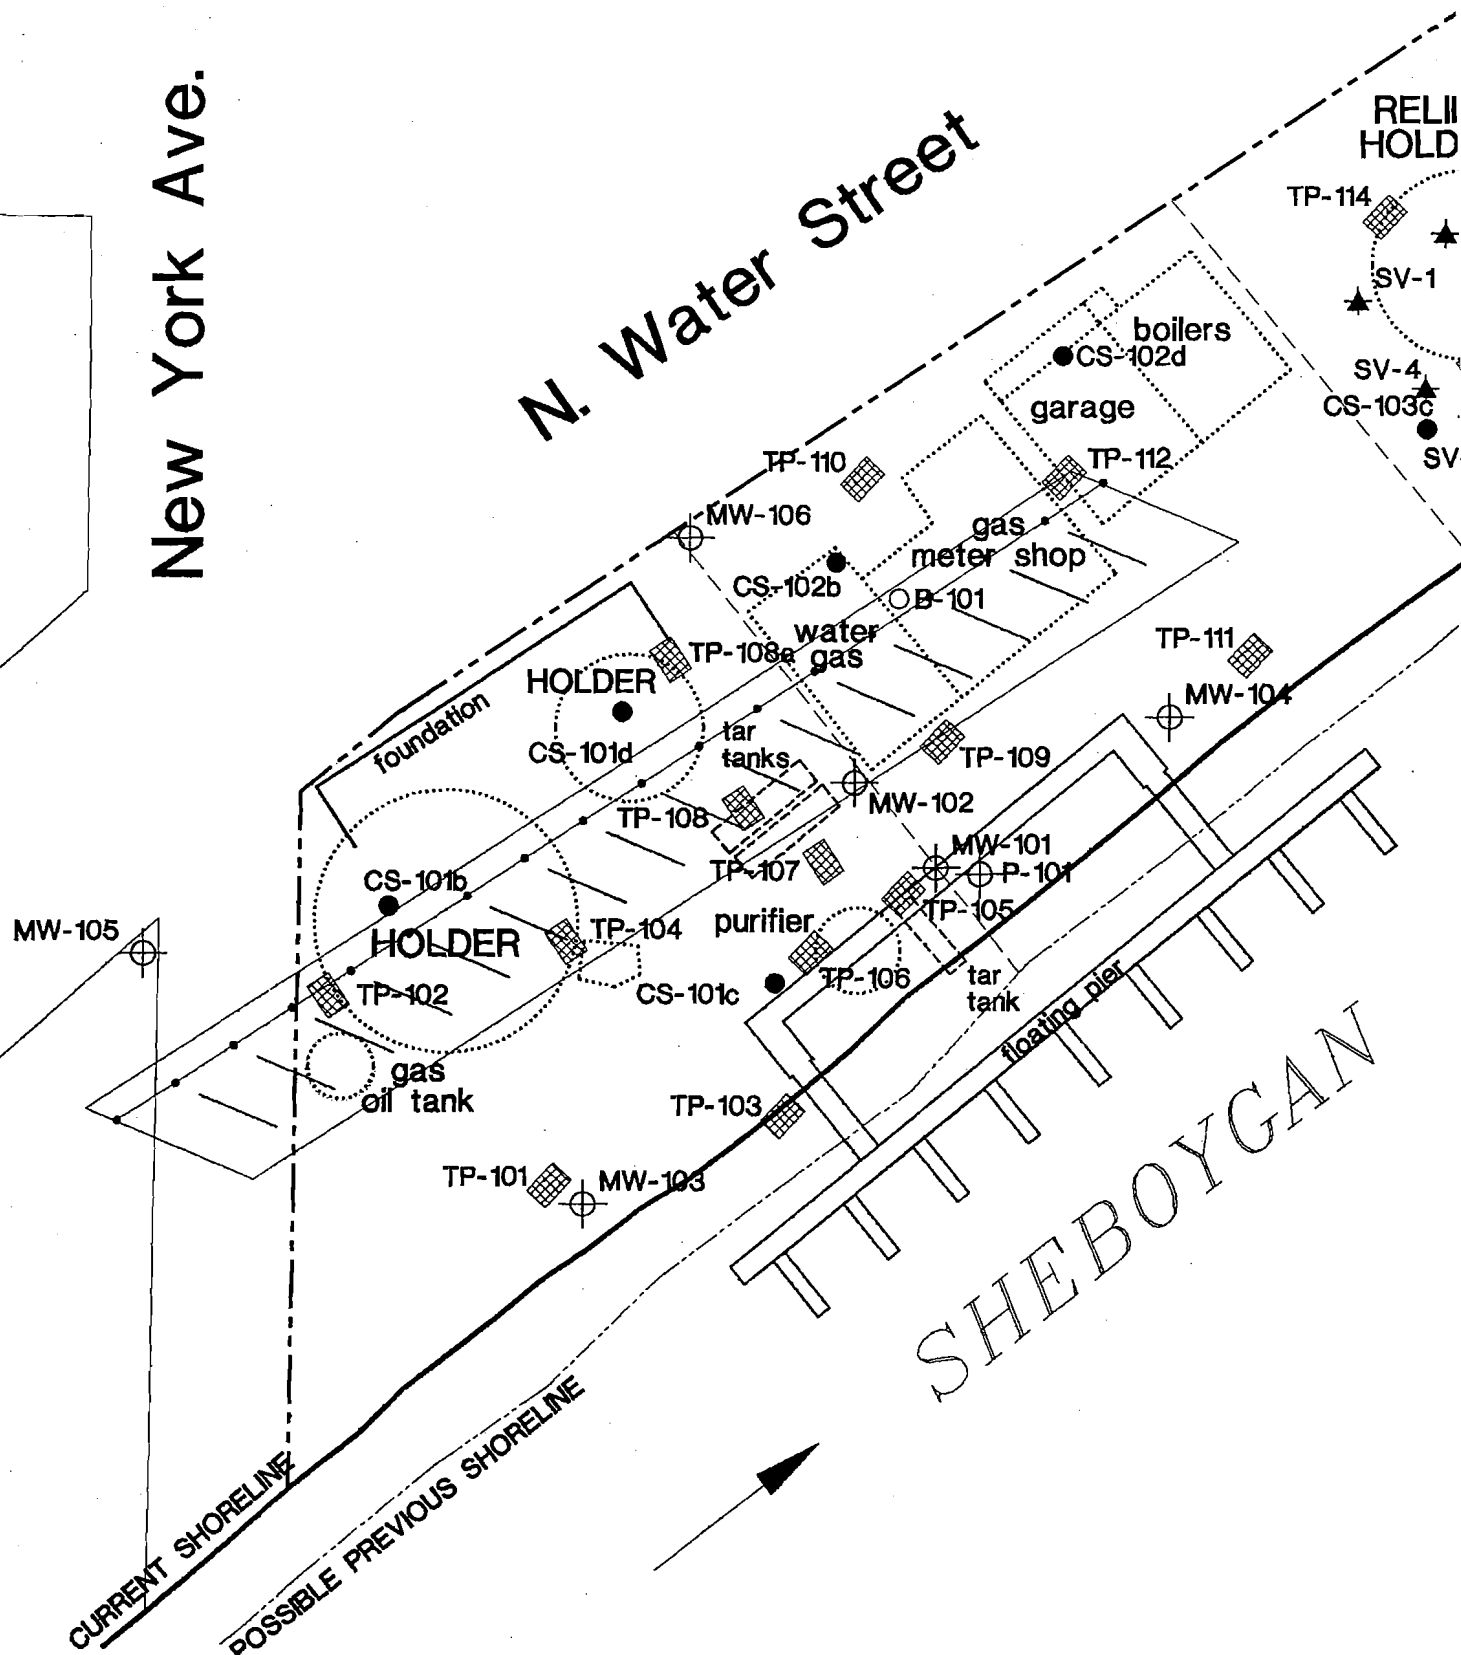 New York Ave.
N. Water Street
RELII
HOLD
TP-114
SV-1
boilers
CS-102d
SV-4
garage
CS-103c
SV-
TP-110
TP-112
MW-106
gas
meter shop
CS-102b
B-101
water
gas
TP-111
TP-108a
HOLDER
MW-104
foundation
CS-101d
tar
tanks
TP-109
MW-102
TP-108
MW-101
TP-107
P-101
CS-101b
TP-105
purifier
MW-105
TP-104
HOLDER
TP-106
CS-101c
tar
tank
TP-102
floating pier
gas
oil tank
TP-103
TP-101
MW-103
SHEBOYGAN
CURRENT SHORELINE
POSSIBLE PREVIOUS SHORELINE